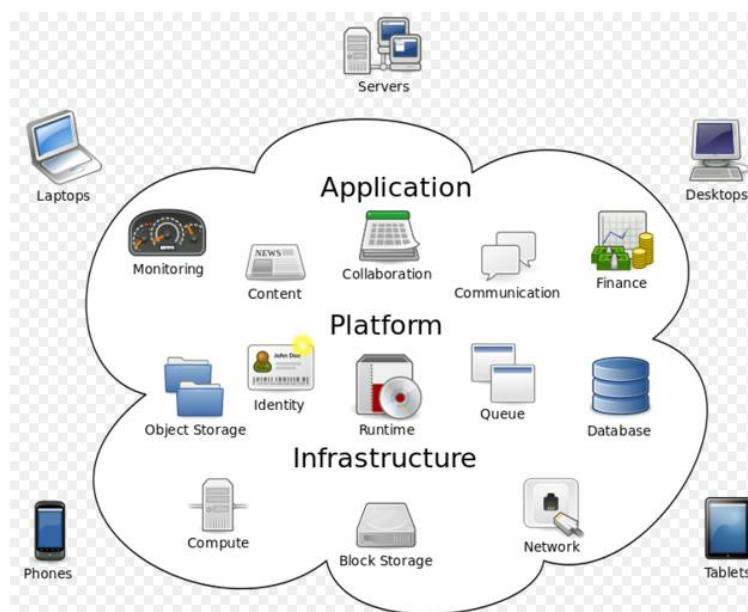 Servers
Laptops
Desktops
Application
Monitoring
NEWS
Content
Collaboration
Communication
Finance
Platform
John Doe
Object Storage
Identity
Runtime
Queue
Database
Infrastructure
Compute
Block Storage
Network
Phones
Tablets